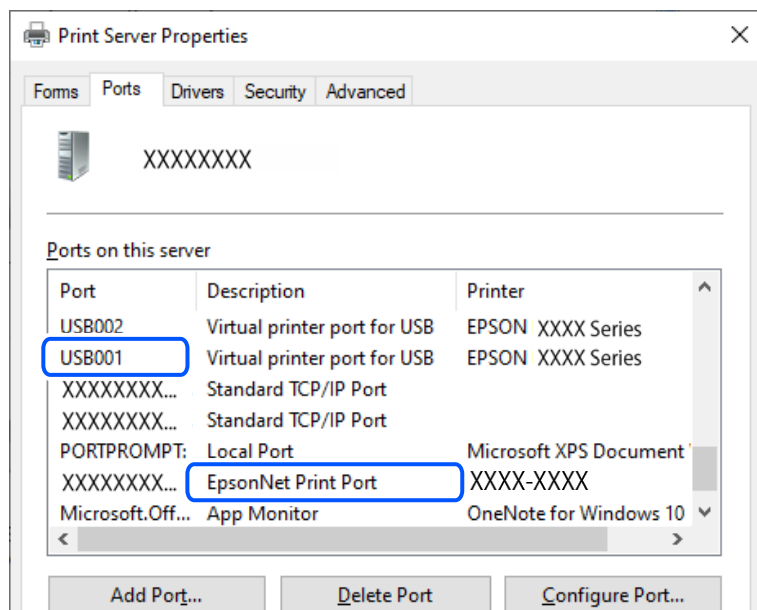 Print Server Properties
Forms Ports Drivers Security Advanced
XXXXXXXX
Ports on this server
Port Description Printer
USB002 Virtual printer port for USB EPSON XXXX Series
USB001 Virtual printer port for USB EPSON XXXX Series
XXXXXXXX... Standard TCP/IP Port
XXXXXXXX... Standard TCP/IP Port
PORTPROMPT: Local Port Microsoft XPS Document
XXXXXXXX... EpsonNet Print Port XXXX-XXXX
Microsoft.Off... App Monitor OneNote for Windows 10
Add Port... Delete Port Configure Port...